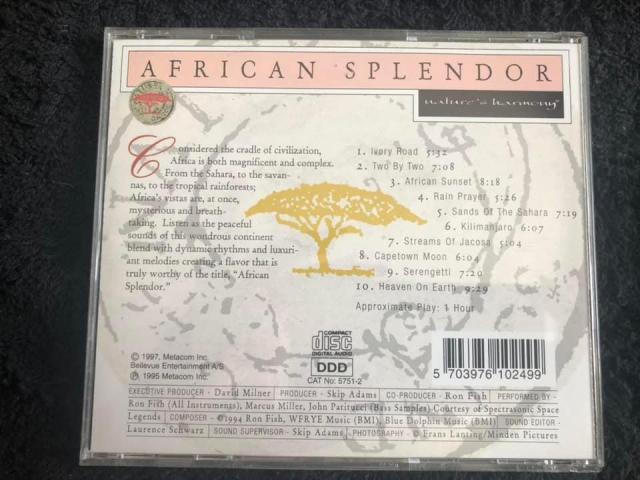 AFRICAN SPLENDOR
nature's harmony
Considered the cradle of civilization,
Africa is both magnificent and complex.
From the Sahara, to the savan-
nas, to the tropical rainforests;
Africa's vistas are, at once,
mysterious and breath-
taking. Listen as the peaceful
sounds of this wondrous continent
blend with dynamic rhythms and luxuri-
ant melodies creating a flavor that is
truly worthy of the title, "African
Splendor."
1. Ivory Road 5:32
2. Two By Two 7:08
3. African Sunset 8:18
4. Rain Prayer 5:26
5. Sands Of The Sahara 7:19
6. Kilimanjaro 6:07
7. Streams Of Jacosa 5:04
8. Capetown Moon 6:04
9. Serengetti 7:20
10. Heaven On Earth 9:29
Approximate Play: 1 Hour
COMPACT
disc
DIGITAL AUDIO
DDD
CAT No: 5751-2
© 1997, Metacom Inc.
Bellevue Entertainment A/S
℗ 1995 Metacom Inc.
5 703976 102499
EXECUTIVE PRODUCER - David Milner PRODUCER - Skip Adams CO-PRODUCER - Ron Fish PERFORMED BY -
Ron Fish (All Instruments), Marcus Miller, John Patitucci (Bass Samples)-Courtesy of Spectrasonic Space
Legends COMPOSER - ©1994 Ron Fish, WFRYE Music (BMI), Blue Dolphin Music (BMI) SOUND EDITOR -
Laurence Schwarz SOUND SUPERVISOR - Skip Adams PHOTOGRAPHY - Frans Lanting/Minden Pictures